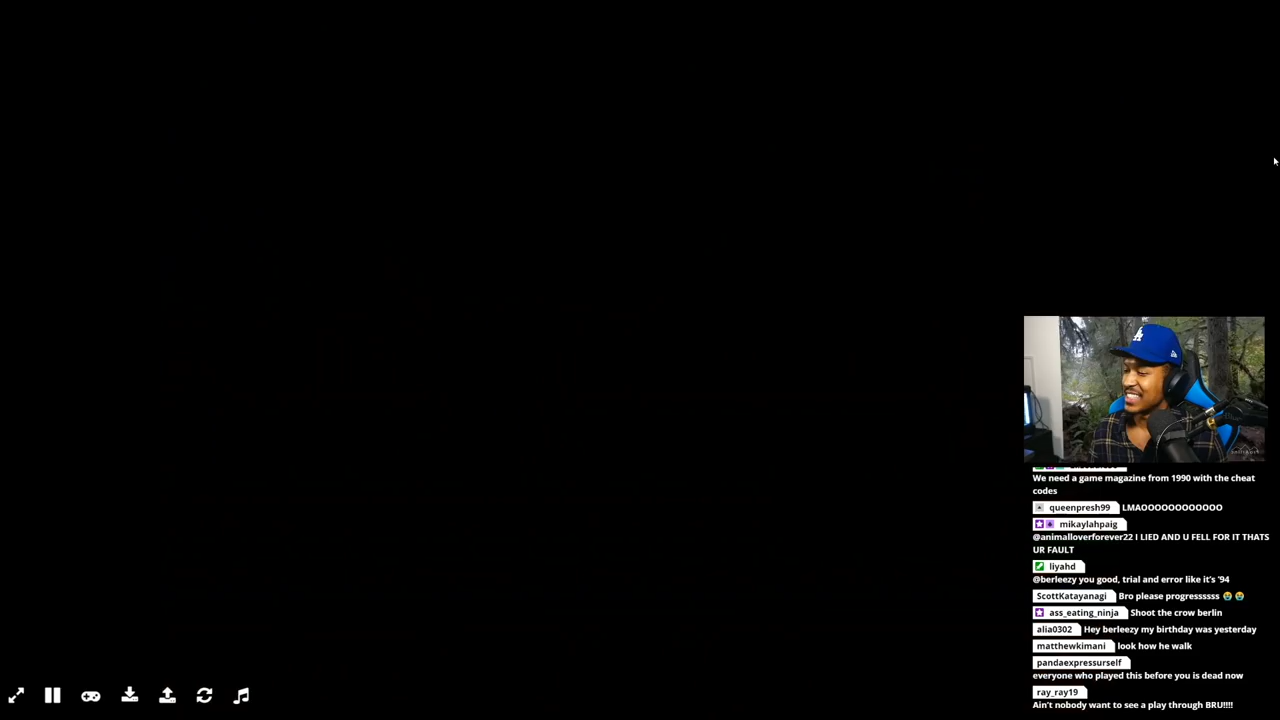 We need a game magazine from 1990 with the cheat
codes
queenpresh99 LMAOOOOOOOOOOOO
mikaylahpaig
@animalloverforever22 I LIED AND U FELL FOR IT THATS
UR FAULT
liyahd
@berleezy you good, trial and error like it's '94
ScottKatayanagi Bro please progressssss 😭 😭
ass_eating_ninja Shoot the crow berlin
alia0302 Hey berleezy my birthday was yesterday
matthewkimani look how he walk
pandaexpressurself
everyone who played this before you is dead now
ray_ray19
Ain't nobody want to see a play through BRU!!!!